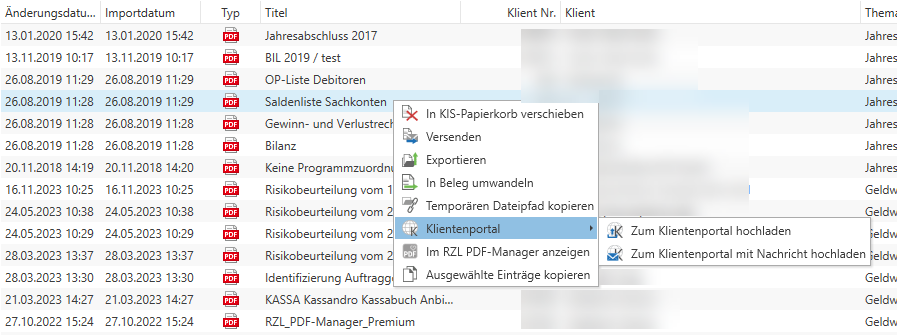 Änderungsdatu... Importdatum Typ Titel Klient Nr. Klient Thema
13.01.2020 15:42 13.01.2020 15:42 PDF Jahresabschluss 2017 Jahres
13.11.2019 10:17 13.11.2019 10:17 PDF BIL 2019 / test Jahres
26.08.2019 11:29 26.08.2019 11:29 PDF OP-Liste Debitoren Jahres
26.08.2019 11:28 26.08.2019 11:29 PDF Saldenliste Sachkonten Jahres
In KIS-Papierkorb verschieben
26.08.2019 11:28 26.08.2019 11:28 PDF Gewinn- und Verlustrech Jahres
Versenden
26.08.2019 11:28 26.08.2019 11:28 PDF Bilanz Jahres
Exportieren
20.11.2018 14:19 20.11.2018 14:20 PDF Keine Programmzuordnu Jahres
In Beleg umwandeln
16.11.2023 10:25 16.11.2023 10:25 PDF Risikobeurteilung vom 1 Geldw
Temporären Dateipfad kopieren
24.05.2023 10:38 24.05.2023 10:38 PDF Risikobeurteilung vom 2 Geldw
Klientenportal Zum Klientenportal hochladen
24.05.2023 10:29 24.05.2023 10:29 PDF Risikobeurteilung vom 2 Geldw
Im RZL PDF-Manager anzeigen Zum Klientenportal mit Nachricht hochladen
28.03.2023 13:37 28.03.2023 13:37 PDF Risikobeurteilung vom 2 Geldw
Ausgewählte Einträge kopieren
28.03.2023 13:30 28.03.2023 13:30 PDF Identifizierung Auftragge Geldw
21.03.2023 14:27 21.03.2023 14:27 PDF KASSA Kassandro Kassabuch Anbi... Geldw
27.10.2022 15:24 27.10.2022 15:24 PDF RZL_PDF-Manager_Premium Geldw